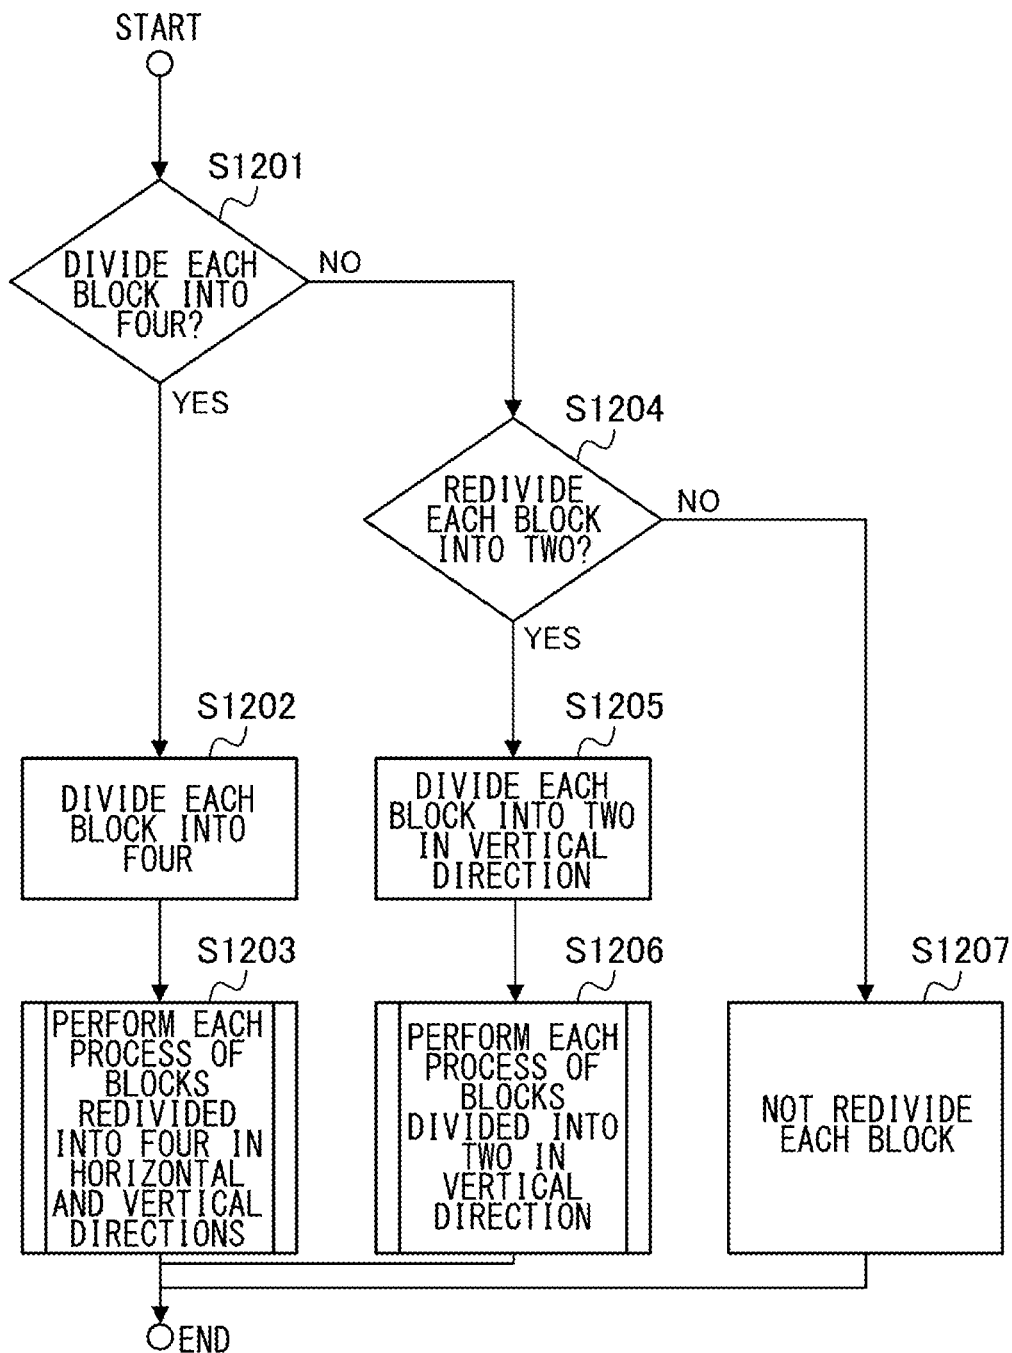 START
S1201
DIVIDE EACH
BLOCK INTO
FOUR?
NO
YES
S1204
REDIVIDE
EACH BLOCK
INTO TWO?
NO
YES
S1202
DIVIDE EACH
BLOCK INTO
FOUR
S1205
DIVIDE EACH
BLOCK INTO TWO
IN VERTICAL
DIRECTION
S1203
PERFORM EACH
PROCESS OF
BLOCKS
REDIVIDED
INTO FOUR IN
HORIZONTAL
AND VERTICAL
DIRECTIONS
S1206
PERFORM EACH
PROCESS OF
BLOCKS
DIVIDED INTO
TWO IN
VERTICAL
DIRECTION
S1207
NOT REDIVIDE
EACH BLOCK
END